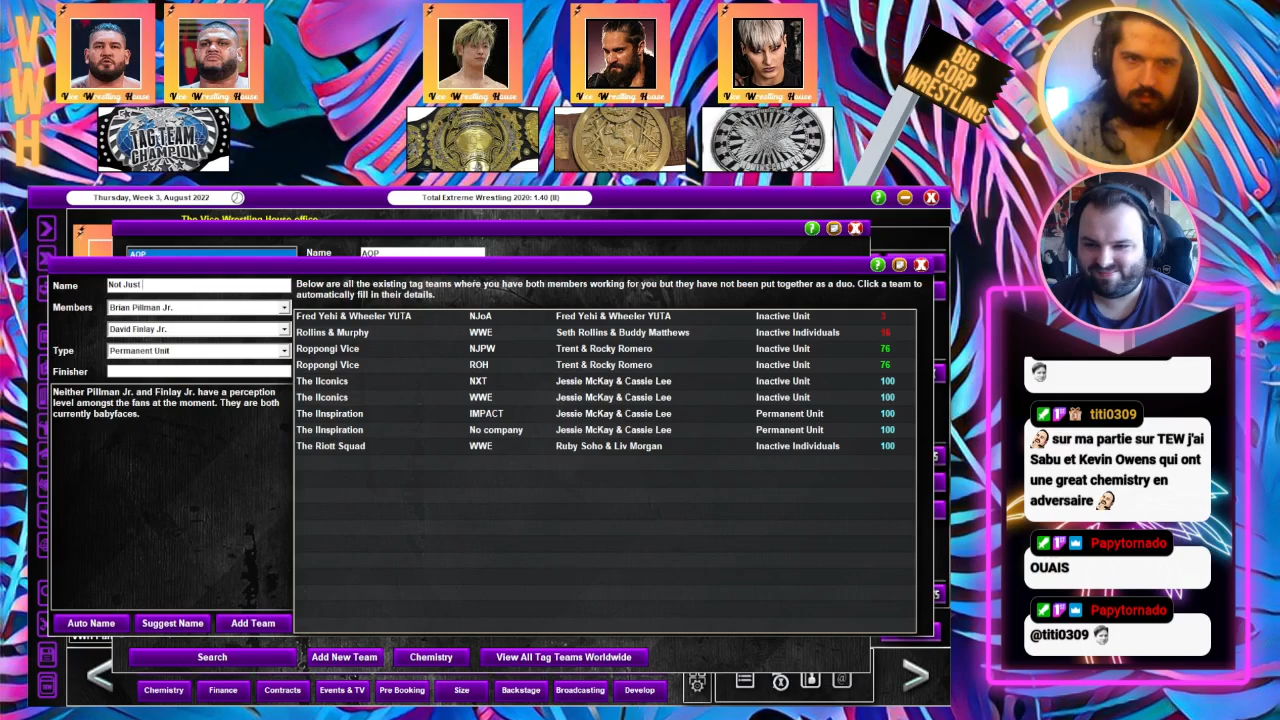 VWH
Vice Wrestling House
Vice Wrestling House
Vice Wrestling House
Vice Wrestling House
Vice Wrestling House
TAG TEAM
CHAMPION
BIG
CORP
WRESTLING
Thursday, Week 3, August 2022
Total Extreme Wrestling 2020: 1.40 (II)
The Vice Wrestling House office
AOP
Name
AOP
Name
Not Just
Members
Brian Pillman Jr.
David Finlay Jr.
Type
Permanent Unit
Finisher
Neither Pillman Jr. and Finlay Jr. have a perception
level amongst the fans at the moment. They are both
currently babyfaces.
Auto Name
Suggest Name
Add Team
Below are all the existing tag teams where you have both members working for you but they have not been put together as a duo. Click a team to
automatically fill in their details.
Fred Yehi & Wheeler YUTA NJoA Fred Yehi & Wheeler YUTA Inactive Unit 3
Rollins & Murphy WWE Seth Rollins & Buddy Matthews Inactive Individuals 16
Roppongi Vice NJPW Trent & Rocky Romero Inactive Unit 76
Roppongi Vice ROH Trent & Rocky Romero Inactive Unit 76
The IIconics NXT Jessie McKay & Cassie Lee Inactive Unit 100
The IIconics WWE Jessie McKay & Cassie Lee Inactive Unit 100
The IInspiration IMPACT Jessie McKay & Cassie Lee Permanent Unit 100
The IInspiration No company Jessie McKay & Cassie Lee Permanent Unit 100
The Riott Squad WWE Ruby Soho & Liv Morgan Inactive Individuals 100
Search
Add New Team
Chemistry
View All Tag Teams Worldwide
Chemistry
Finance
Contracts
Events & TV
Pre Booking
Size
Backstage
Broadcasting
Develop
titi0309
sur ma partie sur TEW j'ai
Sabu et Kevin Owens qui ont
une great chemistry en
adversaire
Papytornado
OUAIS
Papytornado
@titi0309